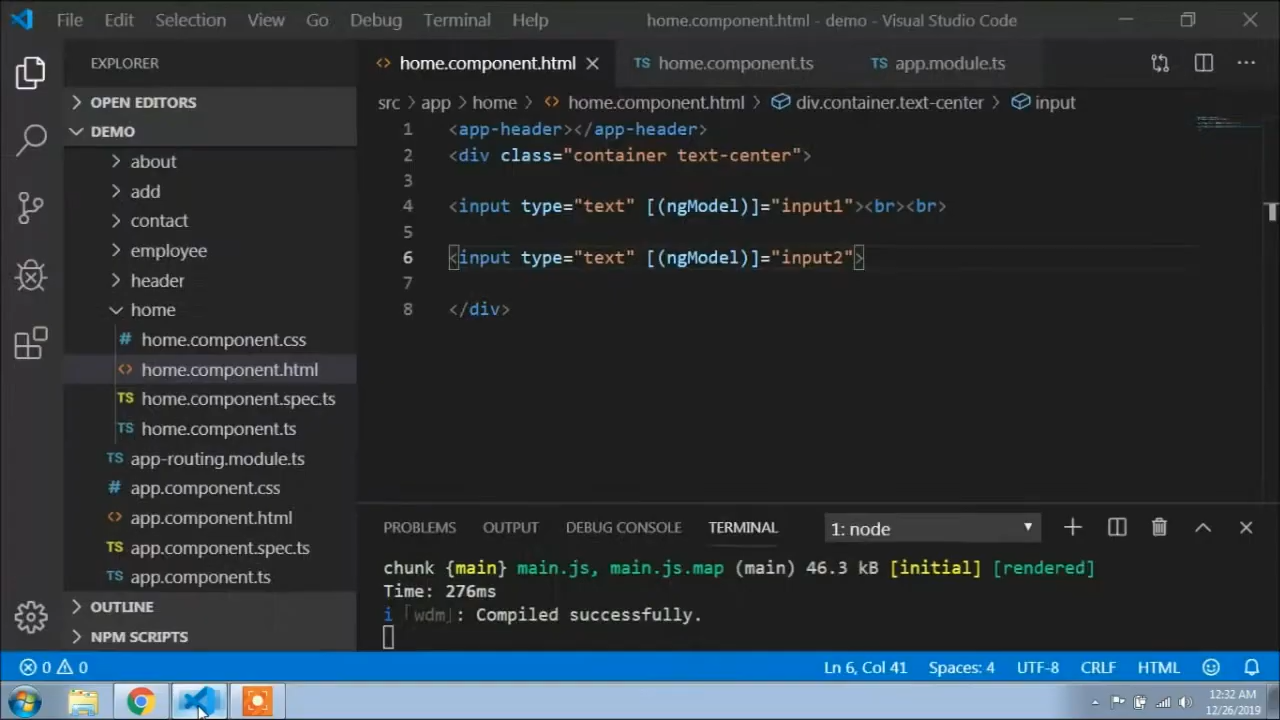 File Edit Selection View Go Debug Terminal Help home.component.html - demo - Visual Studio Code
EXPLORER
OPEN EDITORS
DEMO
about
add
contact
employee
header
home
home.component.css
home.component.html
home.component.spec.ts
home.component.ts
app-routing.module.ts
app.component.css
app.component.html
app.component.spec.ts
app.component.ts
OUTLINE
NPM SCRIPTS
home.component.html TS home.component.ts TS app.module.ts
src > app > home > home.component.html > div.container.text-center > input
1 <app-header></app-header>
2 <div class="container text-center">
3
4 <input type="text" [(ngModel)]="input1"><br><br>
5
6 <input type="text" [(ngModel)]="input2">
7
8 </div>
PROBLEMS OUTPUT DEBUG CONSOLE TERMINAL 1: node
chunk {main} main.js, main.js.map (main) 46.3 kB [initial] [rendered]
Time: 276ms
i 「wdm」: Compiled successfully.
0 0 Ln 6, Col 41 Spaces: 4 UTF-8 CRLF HTML
12:32 AM
12/26/2019